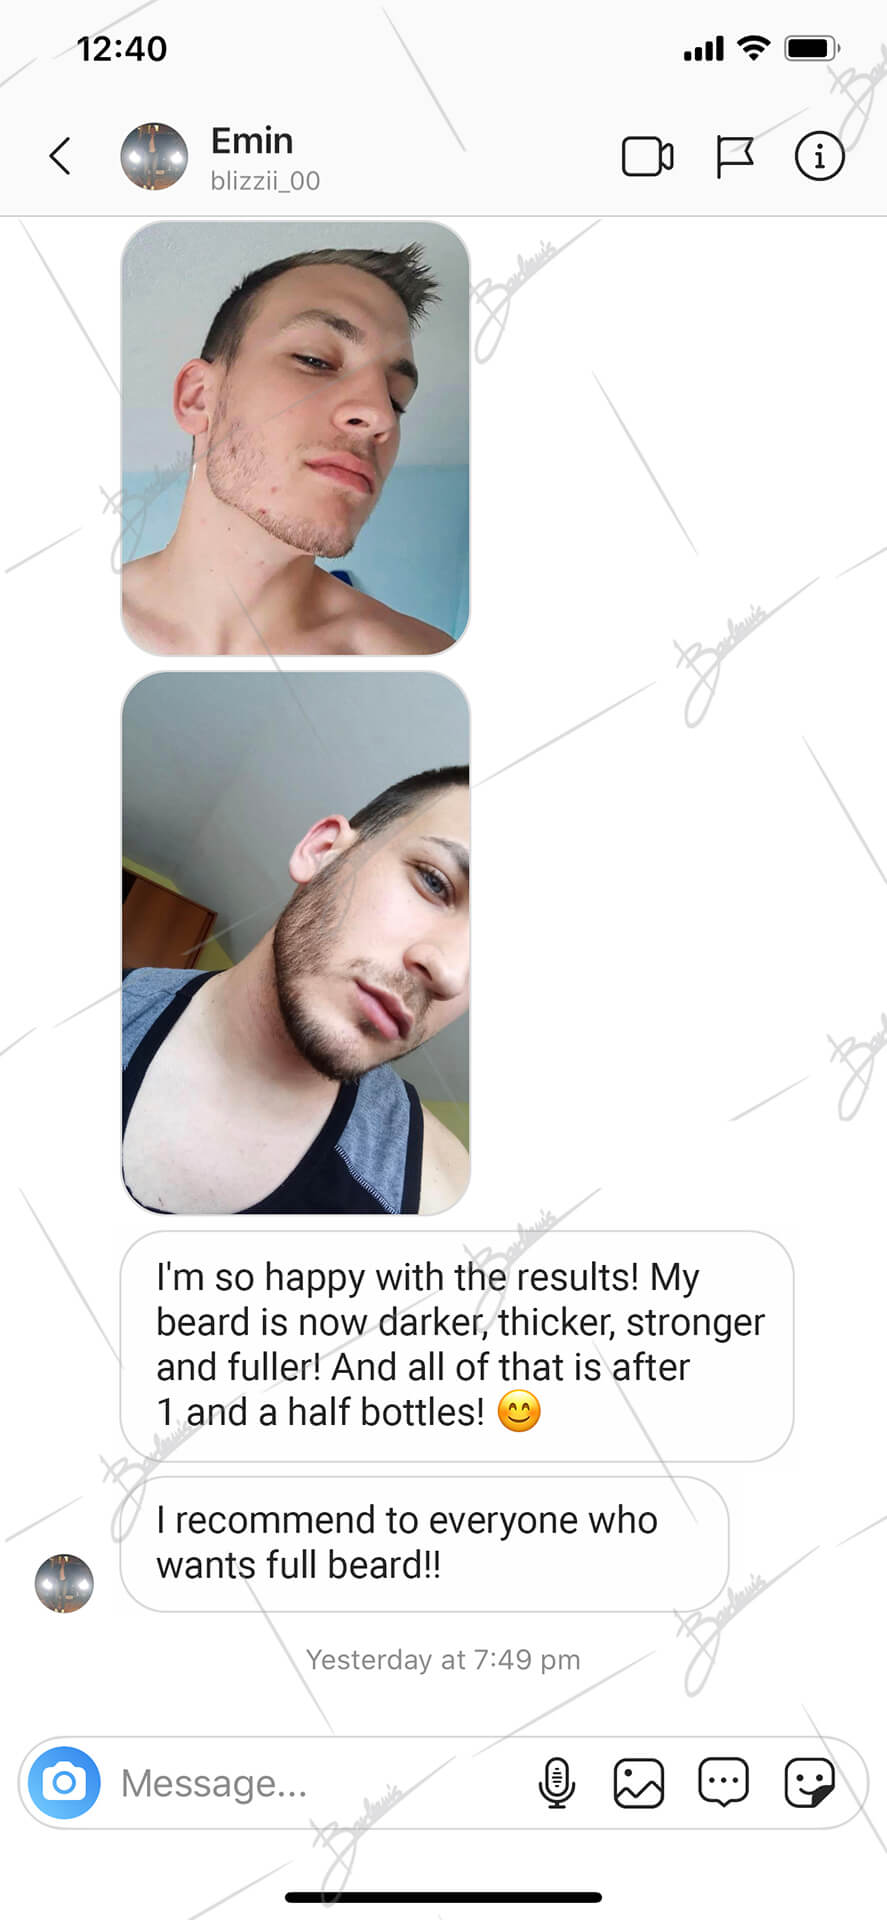 12:40
Emin
blizzii_00
I'm so happy with the results! My
beard is now darker, thicker, stronger
and fuller! And all of that is after
1 and a half bottles! 😊
I recommend to everyone who
wants full beard!!
Yesterday at 7:49 pm
Message...